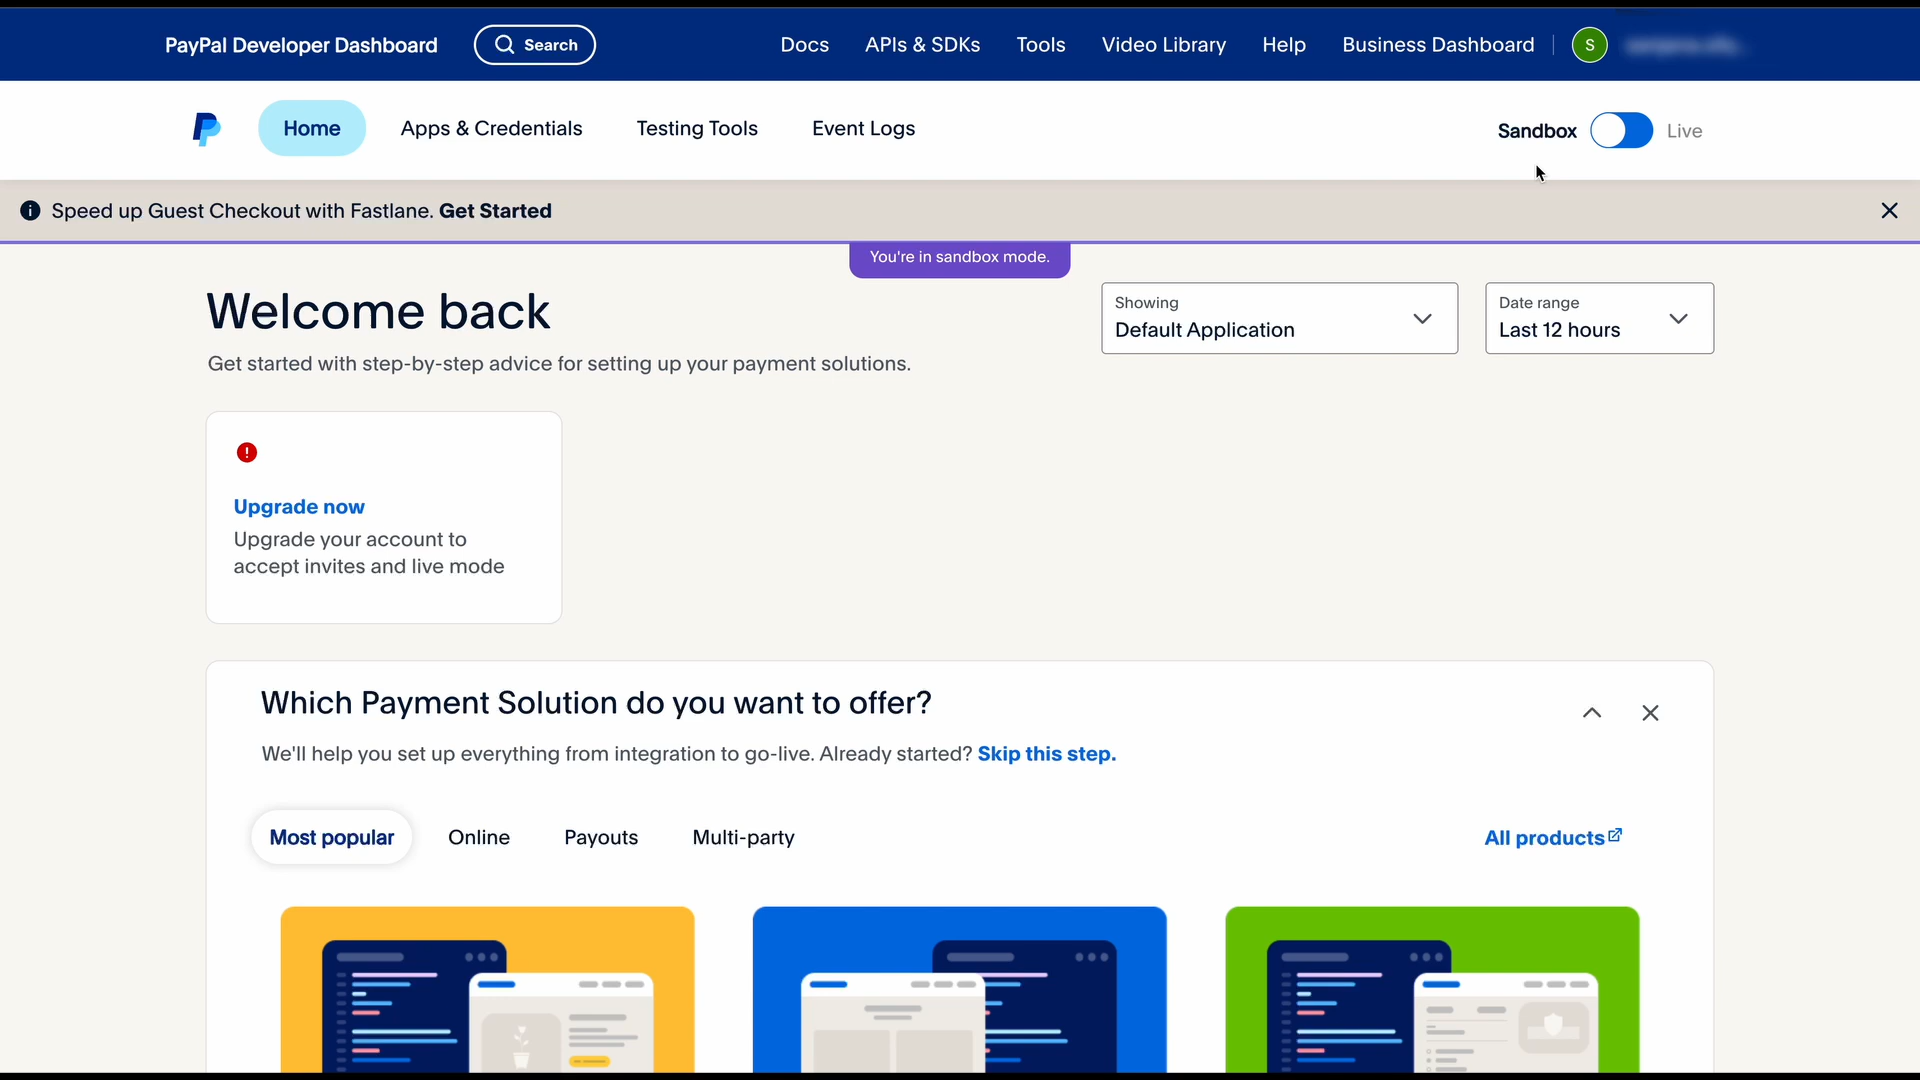 PayPal Developer Dashboard
Search
Docs
APIs & SDKs
Tools
Video Library
Help
Business Dashboard
S
Home
Apps & Credentials
Testing Tools
Event Logs
Sandbox
Live
Speed up Guest Checkout with Fastlane. Get Started
You're in sandbox mode.
Welcome back
Get started with step-by-step advice for setting up your payment solutions.
Showing
Default Application
Date range
Last 12 hours
Upgrade now
Upgrade your account to
accept invites and live mode
Which Payment Solution do you want to offer?
We'll help you set up everything from integration to go-live. Already started? Skip this step.
Most popular
Online
Payouts
Multi-party
All products